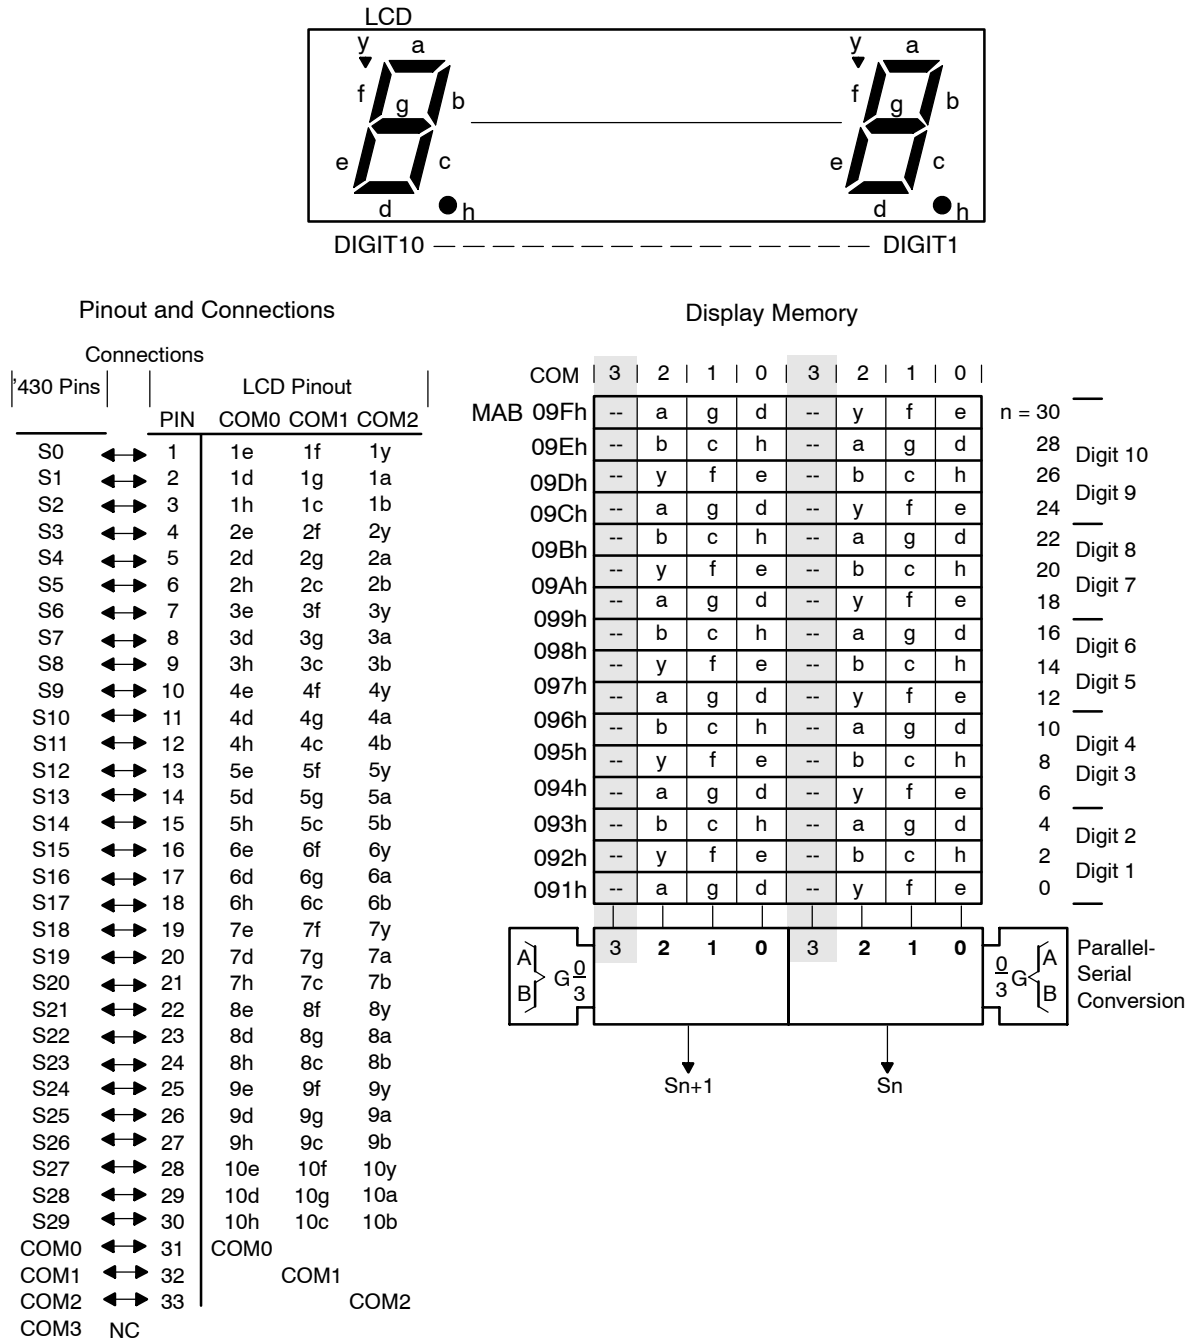 LCD
y a y a
f b f b
g g
e c e c
d h d h
DIGIT10 DIGIT1
Pinout and Connections
Connections
'430 Pins LCD Pinout
PIN COM0 COM1 COM2
S0 1 1e 1f 1y
S1 2 1d 1g 1a
S2 3 1h 1c 1b
S3 4 2e 2f 2y
S4 5 2d 2g 2a
S5 6 2h 2c 2b
S6 7 3e 3f 3y
S7 8 3d 3g 3a
S8 9 3h 3c 3b
S9 10 4e 4f 4y
S10 11 4d 4g 4a
S11 12 4h 4c 4b
S12 13 5e 5f 5y
S13 14 5d 5g 5a
S14 15 5h 5c 5b
S15 16 6e 6f 6y
S16 17 6d 6g 6a
S17 18 6h 6c 6b
S18 19 7e 7f 7y
S19 20 7d 7g 7a
S20 21 7h 7c 7b
S21 22 8e 8f 8y
S22 23 8d 8g 8a
S23 24 8h 8c 8b
S24 25 9e 9f 9y
S25 26 9d 9g 9a
S26 27 9h 9c 9b
S27 28 10e 10f 10y
S28 29 10d 10g 10a
S29 30 10h 10c 10b
COM0 31 COM0
COM1 32 COM1
COM2 33 COM2
COM3 NC
Display Memory
COM 3 2 1 0 3 2 1 0
MAB 09Fh -- a g d -- y f e n = 30
09Eh -- b c h -- a g d 28 Digit 10
09Dh -- y f e -- b c h 26 Digit 9
09Ch -- a g d -- y f e 24
09Bh -- b c h -- a g d 22 Digit 8
09Ah -- y f e -- b c h 20 Digit 7
099h -- a g d -- y f e 18
098h -- b c h -- a g d 16 Digit 6
097h -- y f e -- b c h 14 Digit 5
096h -- a g d -- y f e 12
095h -- b c h -- a g d 10 Digit 4
094h -- y f e -- b c h 8 Digit 3
-- a g d -- y f e 6
093h -- b c h -- a g d 4 Digit 2
092h -- y f e -- b c h 2 Digit 1
091h -- a g d -- y f e 0
3 2 1 0 3 2 1 0
A B G 0 3
0 3 G A B
Parallel-
Serial
Conversion
Sn+1 Sn